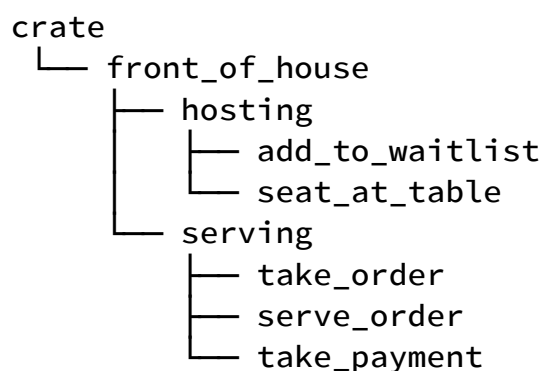 crate
└── front_of_house
    ├── hosting
    │   ├── add_to_waitlist
    │   └── seat_at_table
    └── serving
        ├── take_order
        ├── serve_order
        └── take_payment